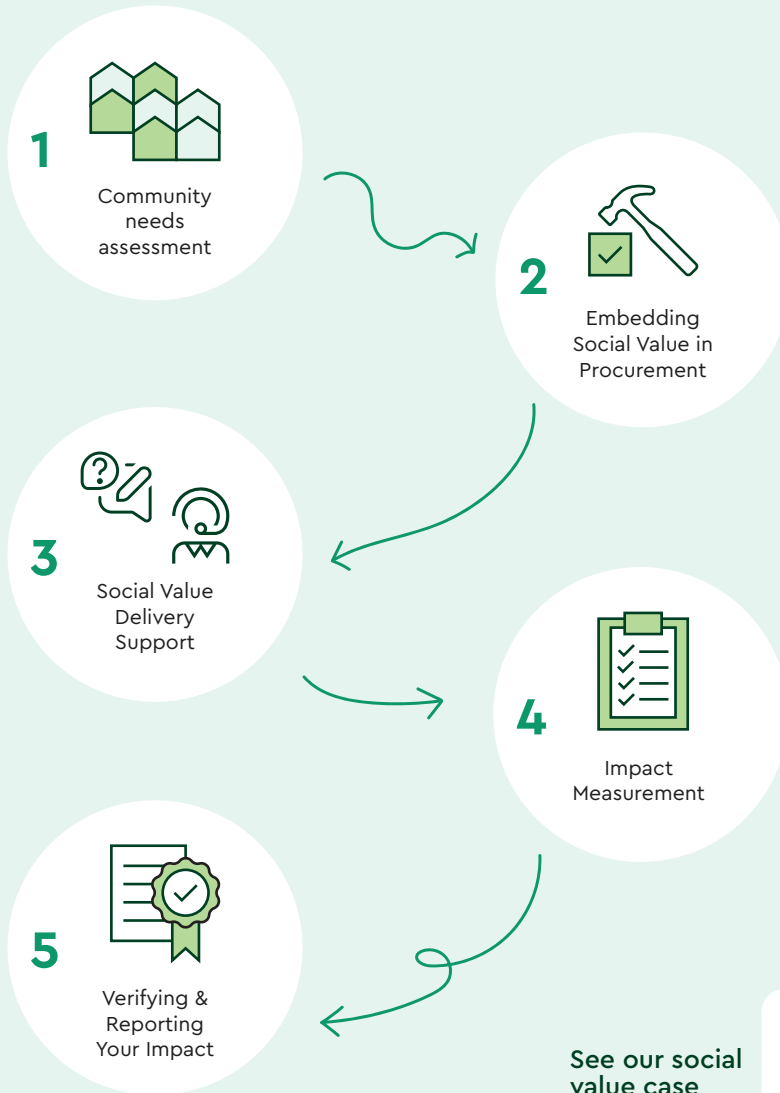 1
Community
needs
assessment
2
Embedding
Social Value in
Procurement
3
Social Value
Delivery
Support
4
Impact
Measurement
5
Verifying &
Reporting
Your Impact
See our social
value case